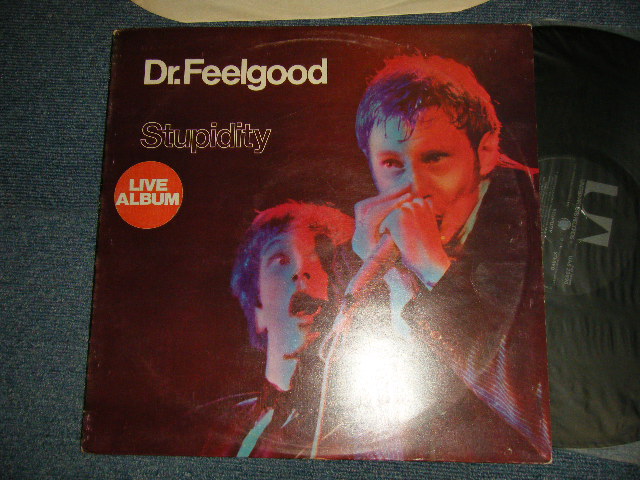 Dr. Feelgood
Stupidity
LIVE
ALBUM
UA